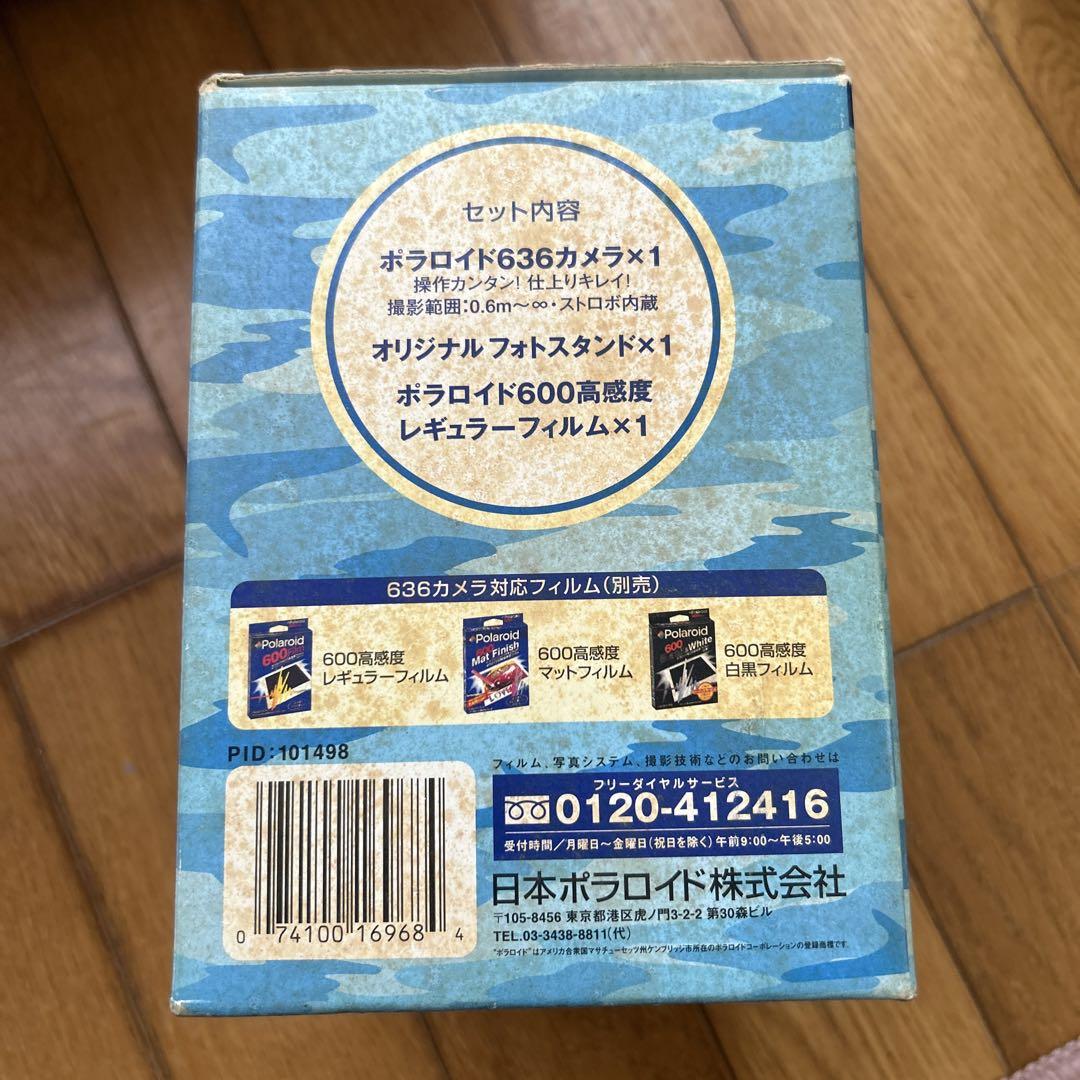 セット内容
ポラロイド636カメラ×1
操作カンタン! 仕上りキレイ!
撮影範囲:0.6m～∞・ストロボ内蔵
オリジナルフォトスタンド×1
ポラロイド600高感度
レギュラーフィルム×1
636カメラ対応フィルム(別売)
Polaroid
600 Film
600高感度
レギュラーフィルム
Polaroid
600
Mat Finish
600高感度
マットフィルム
Polaroid
600
White
600高感度
白黒フィルム
PID:101498
0 74100 16968 4
フィルム、写真システム、撮影技術などのお問い合わせは
フリーダイヤルサービス
0120-412416
受付時間/月曜日～金曜日(祝日を除く)午前9:00～午後5:00
日本ポラロイド株式会社
〒105-8456 東京都港区虎ノ門3-2-2 第30森ビル
TEL.03-3438-8811(代)
"ポラロイド"はアメリカ合衆国マサチューセッツ州ケンブリッジ市所在のポラロイドコーポレーションの登録商標です。